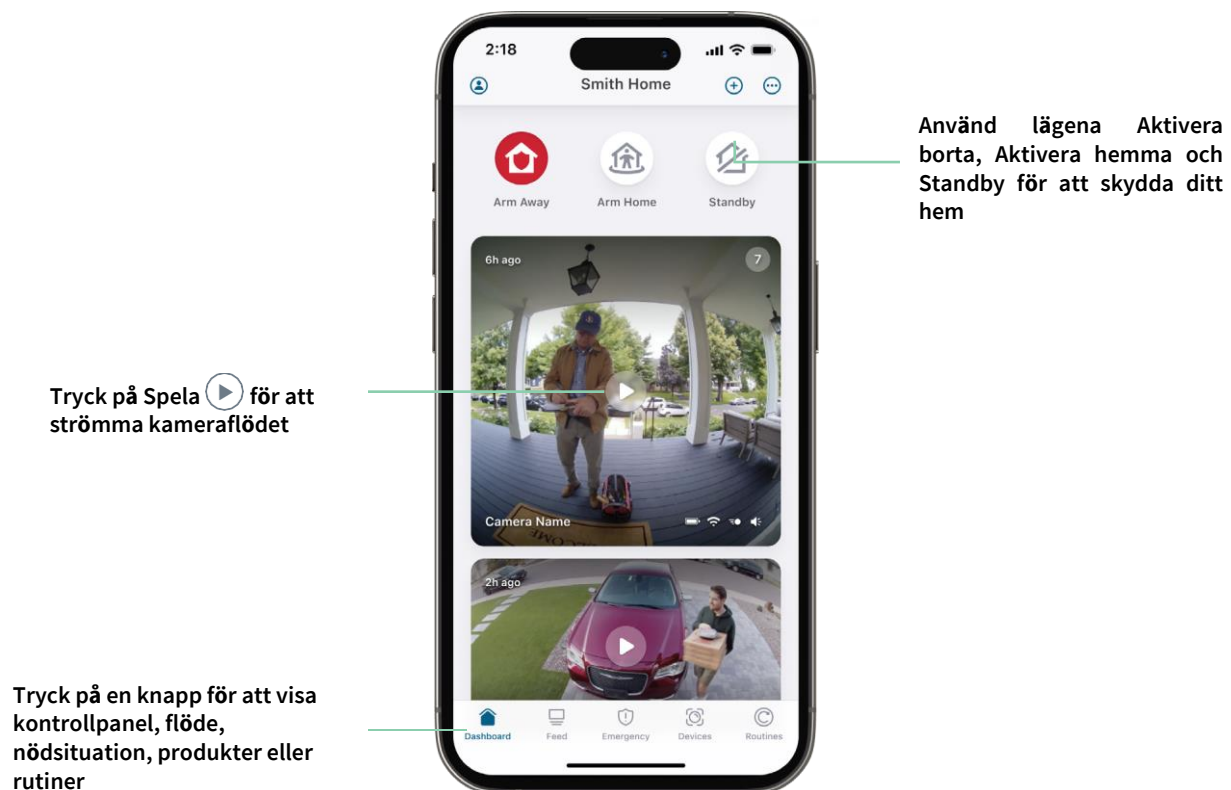 2:18
Smith Home
Arm Away
Arm Home
Standby
Använd lägena Aktivera
borta, Aktivera hemma och
Standby för att skydda ditt
hem
6h ago
7
Tryck på Spela för att
strömma kameraflödet
Camera Name
WELCOME
2h ago
Tryck på en knapp för att visa
kontrollpanel, flöde,
nödsituation, produkter eller
rutiner
Dashboard
Feed
Emergency
Devices
Routines